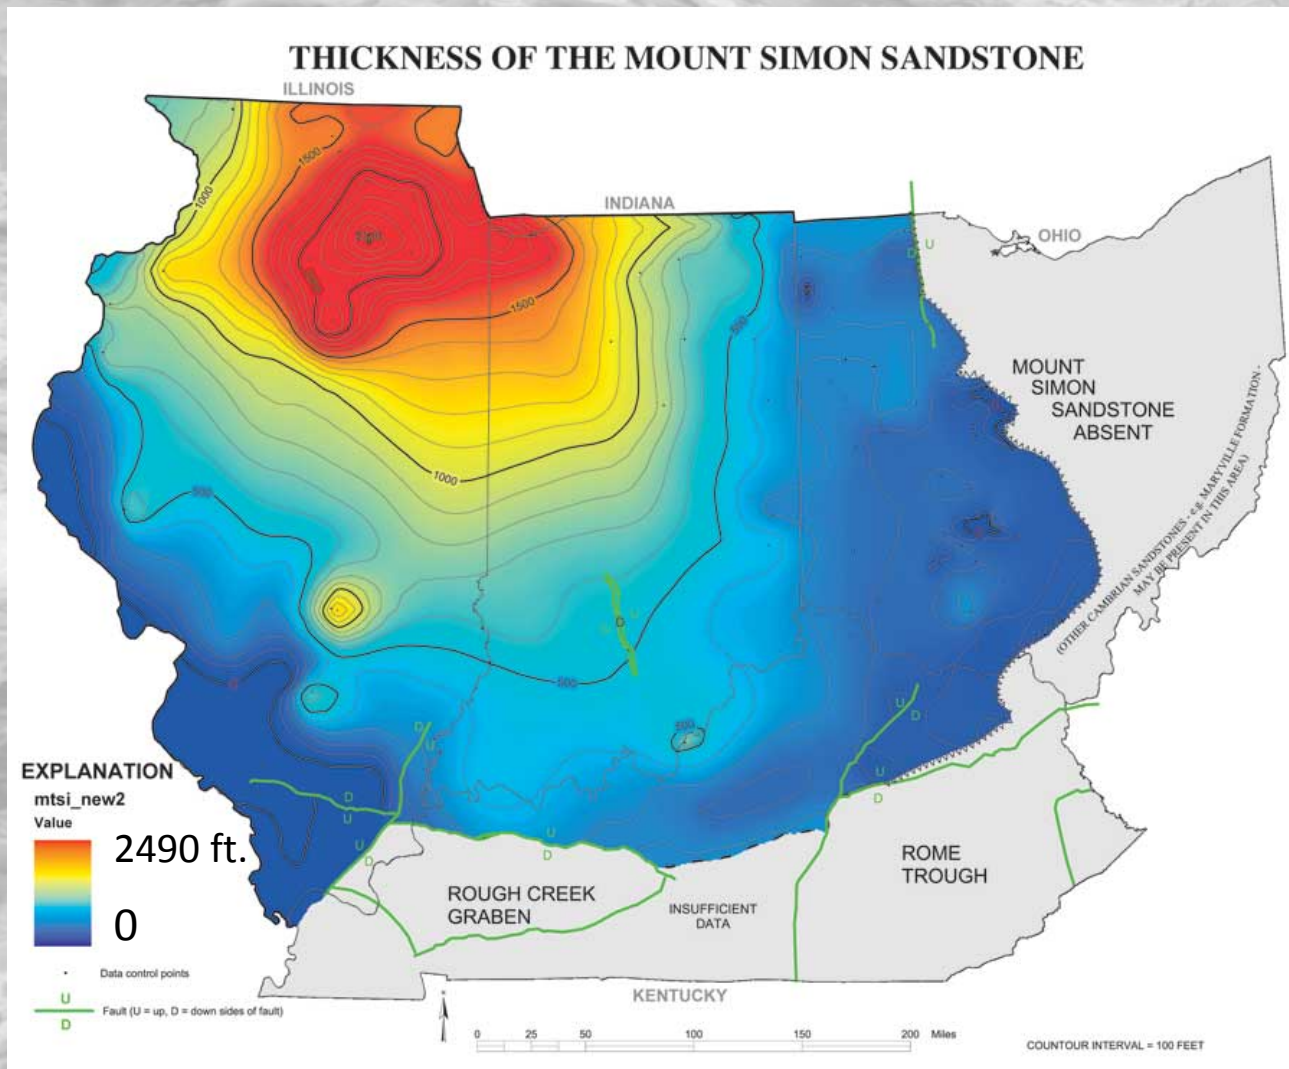 THICKNESS OF THE MOUNT SIMON SANDSTONE
ILLINOIS
1500
1000
INDIANA
OHIO
1500
500
MOUNT
SIMON
SANDSTONE
ABSENT
(OTHER CAMBRIAN SANDSTONES - e.g. MARYVILLE FORMATION -
MAY BE PRESENT IN THIS AREA)
1000
500
500
500
D
U
D
U
D
U
D
U
D
U
D
U
D
U
D
U
D
EXPLANATION
mtsi_new2
Value
2490 ft.
0
ROUGH CREEK
GRABEN
INSUFFICIENT
DATA
ROME
TROUGH
Data control points
U
D
Fault (U = up, D = down sides of fault)
KENTUCKY
0 25 50 100 150 200 Miles
COUNTOUR INTERVAL = 100 FEET